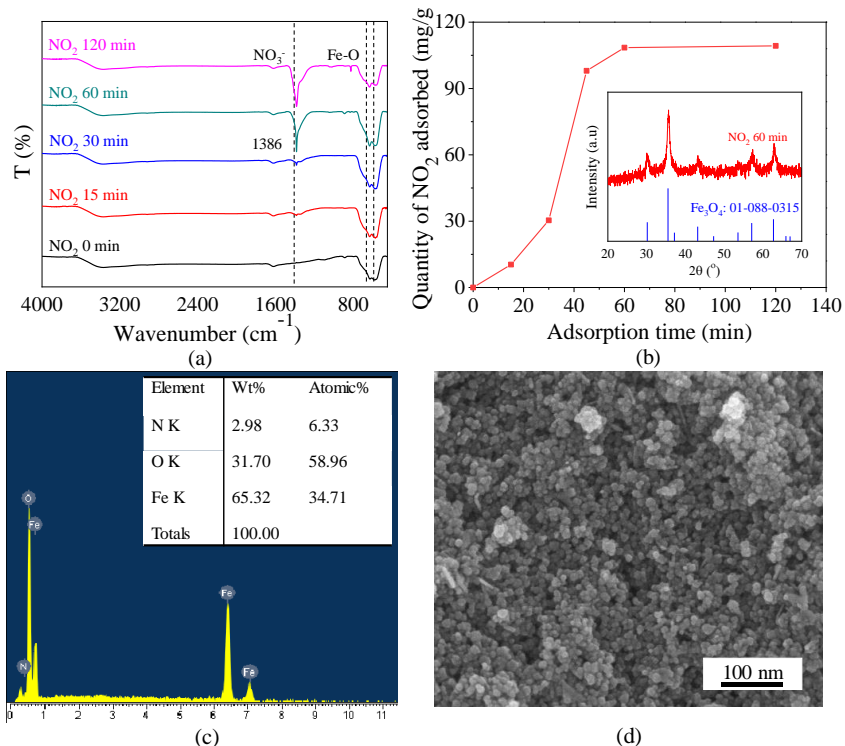 NO₂ 120 min
NO₃⁻
Fe-O
NO₂ 60 min
1386
NO₂ 30 min
NO₂ 15 min
NO₂ 0 min
T (%)
4000 3200 2400 1600 800
Wavenumber (cm⁻¹)
(a)
120
90
60
30
0
Quantity of NO₂ adsorbed (mg/g)
NO₂ 60 min
Intensity (a.u)
Fe₃O₄: 01-088-0315
20 30 40 50 60 70
2θ (°)
0 20 40 60 80 100 120 140
Adsorption time (min)
(b)
Element Wt% Atomic%
N K 2.98 6.33
O K 31.70 58.96
Fe K 65.32 34.71
Totals 100.00
O
Fe
N
Fe
Fe
0 1 2 3 4 5 6 7 8 9 10 11
(c)
100 nm
(d)